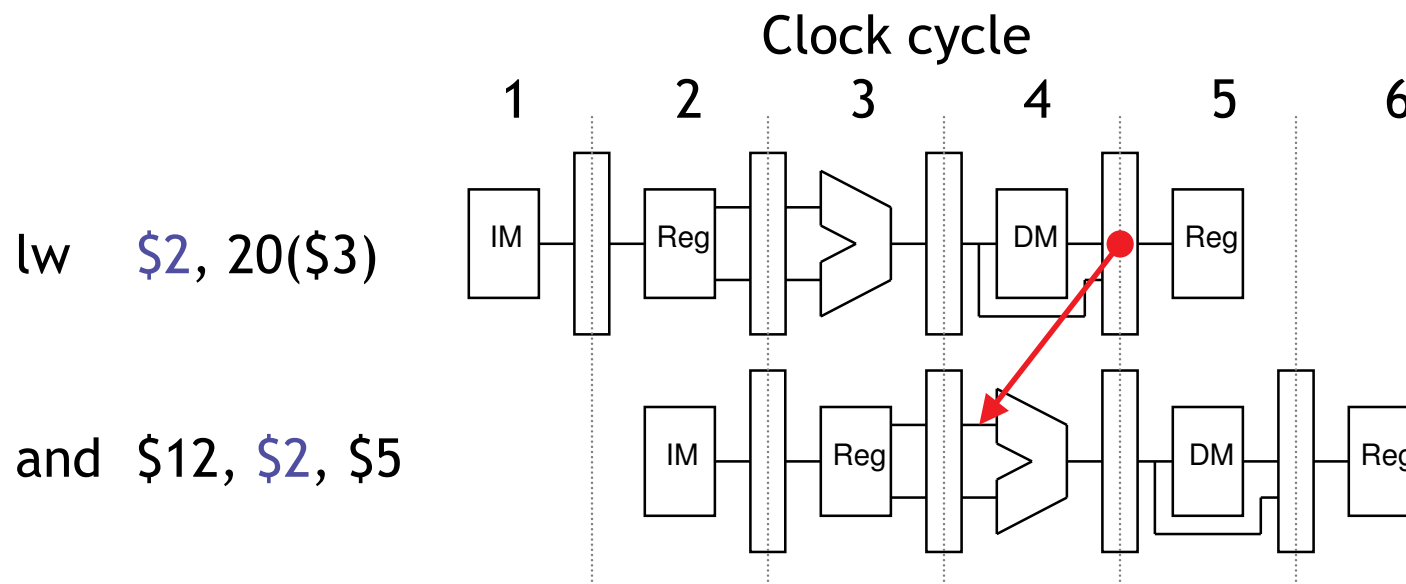 Clock cycle
1 2 3 4 5 6
IM Reg DM Reg
lw $2, 20($3)
IM Reg DM Reg
and $12, $2, $5